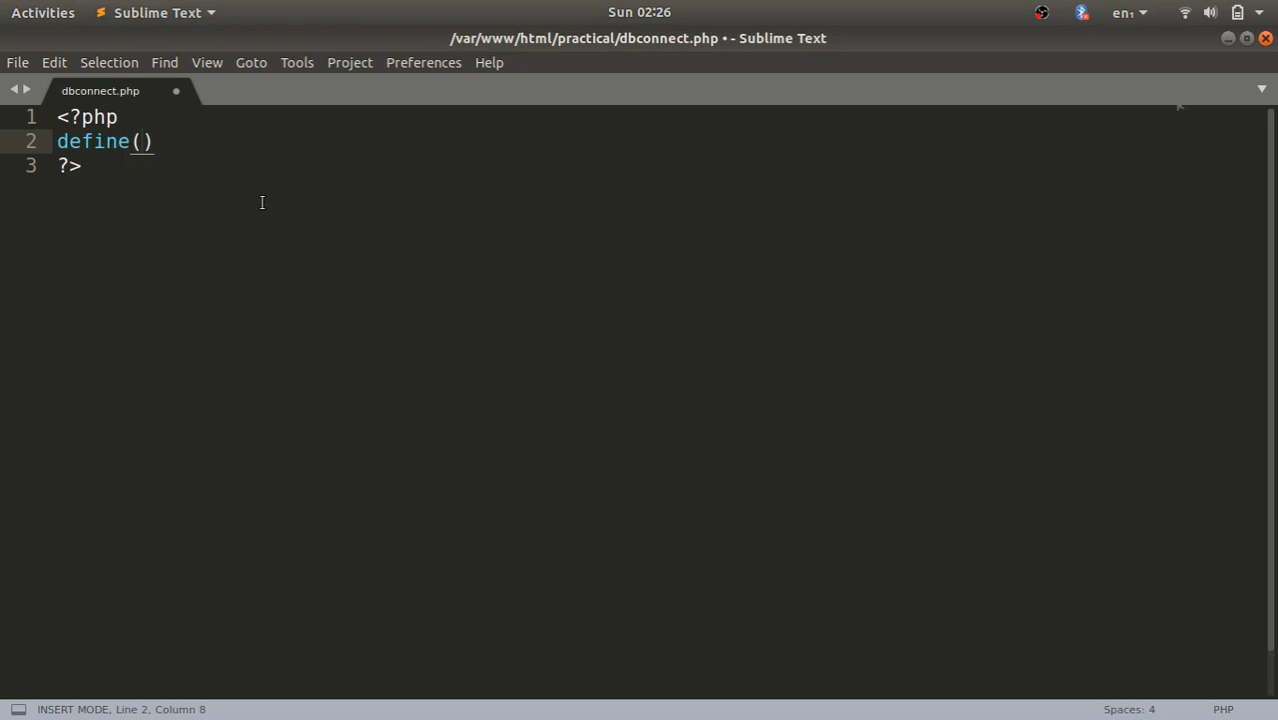 Activities Sublime Text Sun 02:26 en₁
/var/www/html/practical/dbconnect.php • - Sublime Text
File Edit Selection Find View Goto Tools Project Preferences Help
dbconnect.php
1 <?php
2 define()
3 ?>
INSERT MODE, Line 2, Column 8 Spaces: 4 PHP